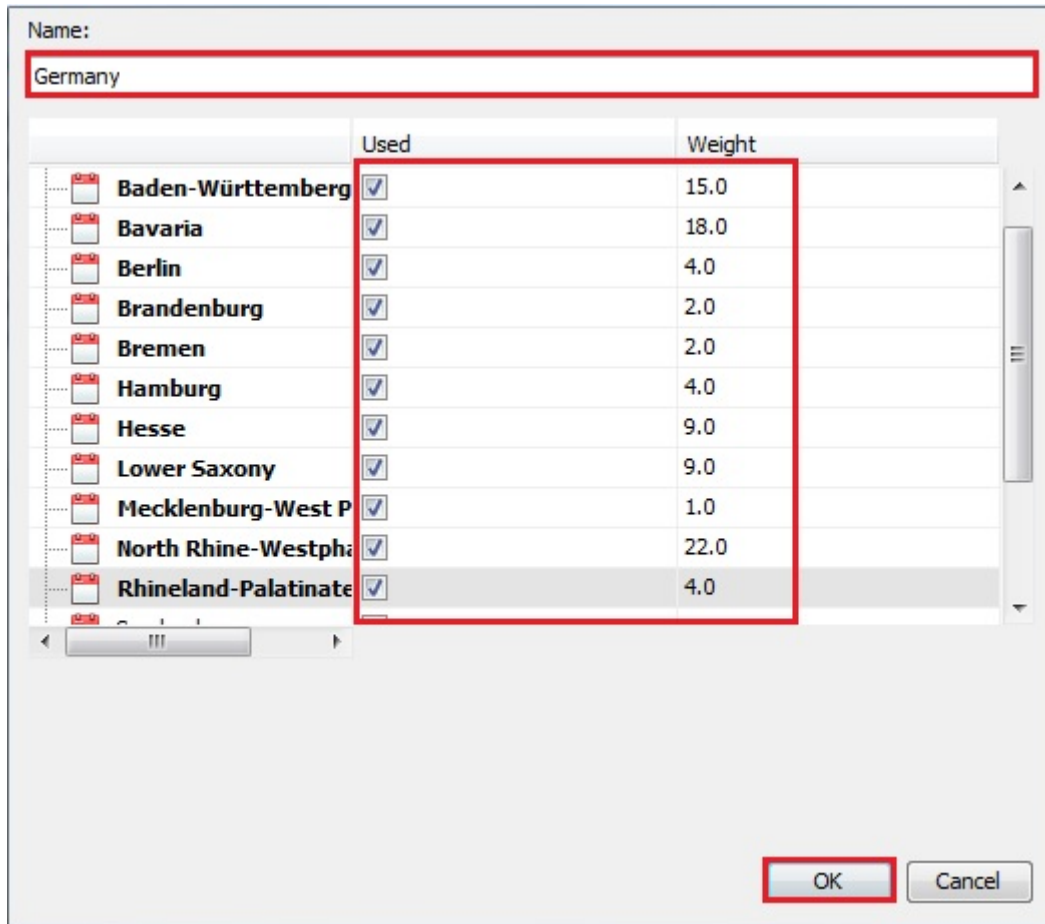 Name:
Germany
Used Weight
Baden-Württemberg 15.0
Bavaria 18.0
Berlin 4.0
Brandenburg 2.0
Bremen 2.0
Hamburg 4.0
Hesse 9.0
Lower Saxony 9.0
Mecklenburg-West P 1.0
North Rhine-Westpha 22.0
Rhineland-Palatinate 4.0
OK Cancel